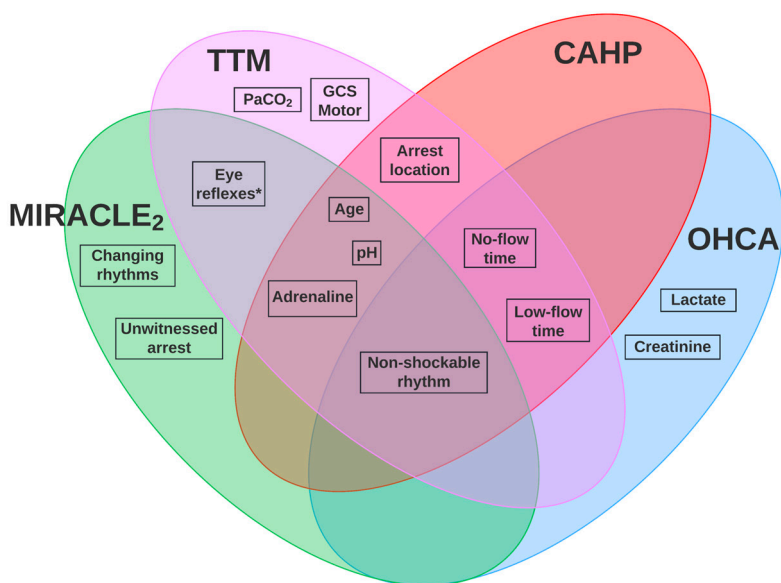 TTM
CAHP
PaCO₂
GCS
Motor
Arrest
location
Eye
reflexes*
MIRACLE₂
Age
No-flow
time
OHCA
Changing
rhythms
pH
Adrenaline
Lactate
Unwitnessed
arrest
Low-flow
time
Creatinine
Non-shockable
rhythm